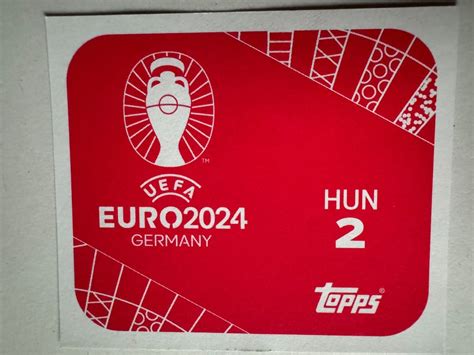 ™
UEFA
EURO2024
GERMANY
HUN
2
TOPPS®